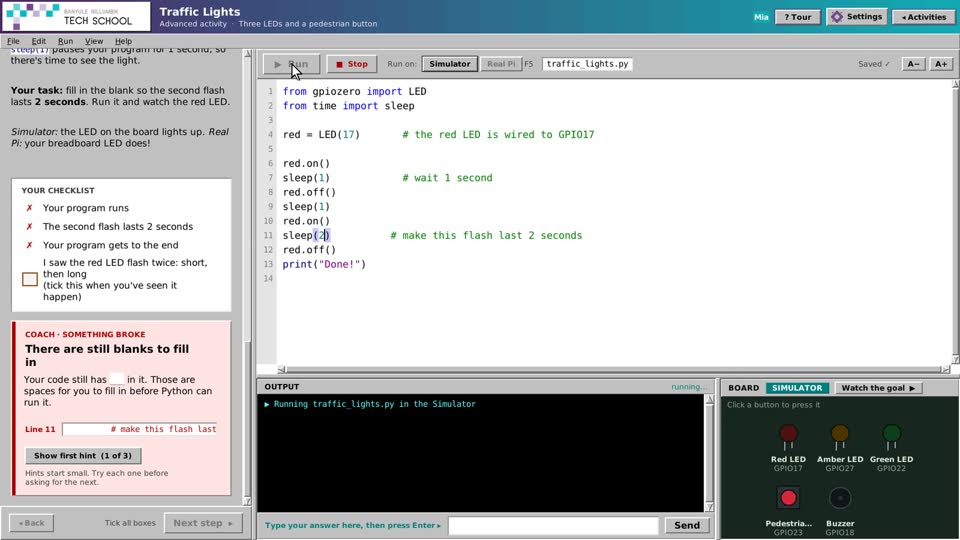 BANYULE NILLUMBIK
TECH SCHOOL
Traffic Lights
Advanced activity · Three LEDs and a pedestrian button
Mia
? Tour
Settings
◂ Activities
File Edit Run View Help
sleep(1) pauses your program for 1 second, so
there's time to see the light.
Your task: fill in the blank so the second flash
lasts 2 seconds. Run it and watch the red LED.
Simulator: the LED on the board lights up. Real
Pi: your breadboard LED does!
YOUR CHECKLIST
✗ Your program runs
✗ The second flash lasts 2 seconds
✗ Your program gets to the end
I saw the red LED flash twice: short,
then long
(tick this when you've seen it
happen)
COACH · SOMETHING BROKE
There are still blanks to fill
in
Your code still has in it. Those are
spaces for you to fill in before Python can
run it.
Line 11 # make this flash last
Show first hint (1 of 3)
Hints start small. Try each one before
asking for the next.
◂ Back
Tick all boxes
Next step ▸
▶ Run
■ Stop
Run on:
Simulator
Real Pi
F5
traffic_lights.py
Saved ✓
A−
A+
1 from gpiozero import LED
2 from time import sleep
3
4 red = LED(17) # the red LED is wired to GPIO17
5
6 red.on()
7 sleep(1) # wait 1 second
8 red.off()
9 sleep(1)
10 red.on()
11 sleep(2) # make this flash last 2 seconds
12 red.off()
13 print("Done!")
14
OUTPUT
running...
▶ Running traffic_lights.py in the Simulator
Type your answer here, then press Enter ▸
Send
BOARD
SIMULATOR
Watch the goal ▶
Click a button to press it
Red LED
GPIO17
Amber LED
GPIO27
Green LED
GPIO22
Pedestria...
GPIO23
Buzzer
GPIO18